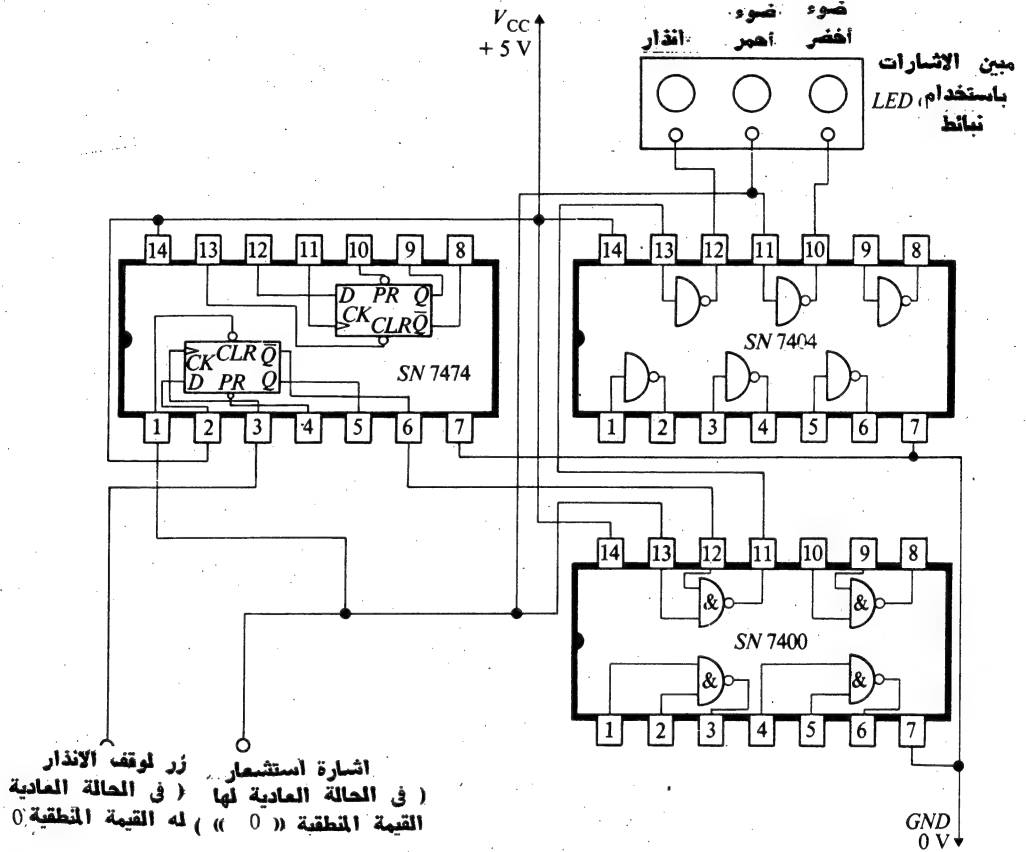 V CC
+ 5 V
انذار
ضوء
أحمر
ضوء
أخضر
مبين الاشارات
باستخدام LED
نبائط
14 13 12 11 10 9 8
D PR Q
CK CLR Q̅
CK CLR Q̅
D PR Q
SN 7474
1 2 3 4 5 6 7
14 13 12 11 10 9 8
SN 7404
1 2 3 4 5 6 7
14 13 12 11 10 9 8
& &
SN 7400
& &
1 2 3 4 5 6 7
زر لموقف الانذار
( فى الحالة العادية
له القيمة المنطقية 0
اشارة استشعار
( فى الحالة العادية لها
القيمة المنطقية « 0 » )
GND
0 V